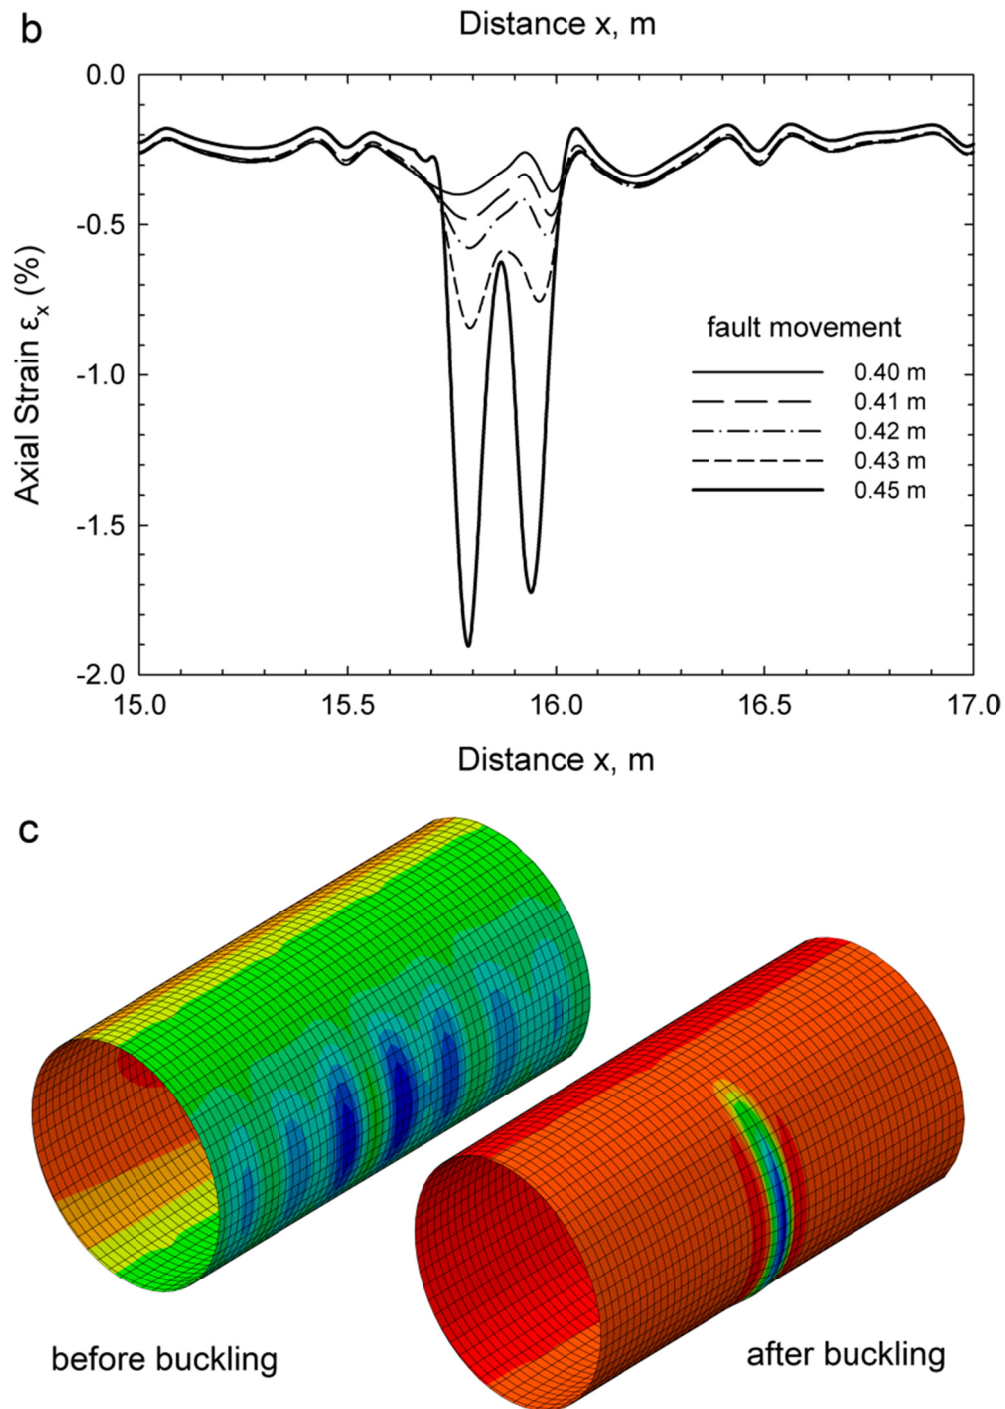 b
Distance x, m
0.0
-0.5
-1.0
-1.5
-2.0
Axial Strain εx (%)
fault movement
0.40 m
0.41 m
0.42 m
0.43 m
0.45 m
15.0 15.5 16.0 16.5 17.0
Distance x, m
c
before buckling
after buckling